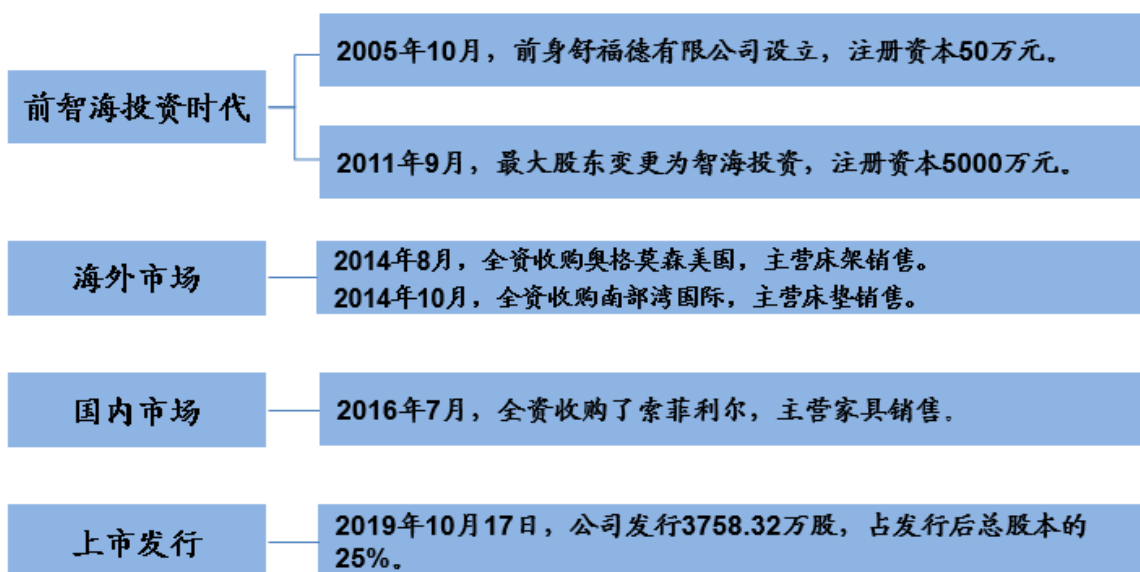 前智海投资时代
2005年10月，前身舒福德有限公司设立，注册资本50万元。
2011年9月，最大股东变更为智海投资，注册资本5000万元。
海外市场
2014年8月，全资收购奥格莫森美国，主营床架销售。
2014年10月，全资收购南部湾国际，主营床垫销售。
国内市场
2016年7月，全资收购了索菲利尔，主营家具销售.
上市发行
2019年10月17日，公司发行3758.32万股，占发行后总股本的
25%。